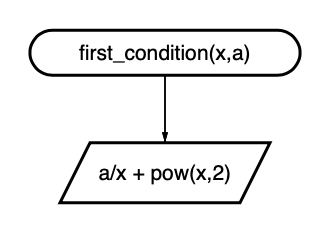 first_condition(x,a)
a/x + pow(x,2)